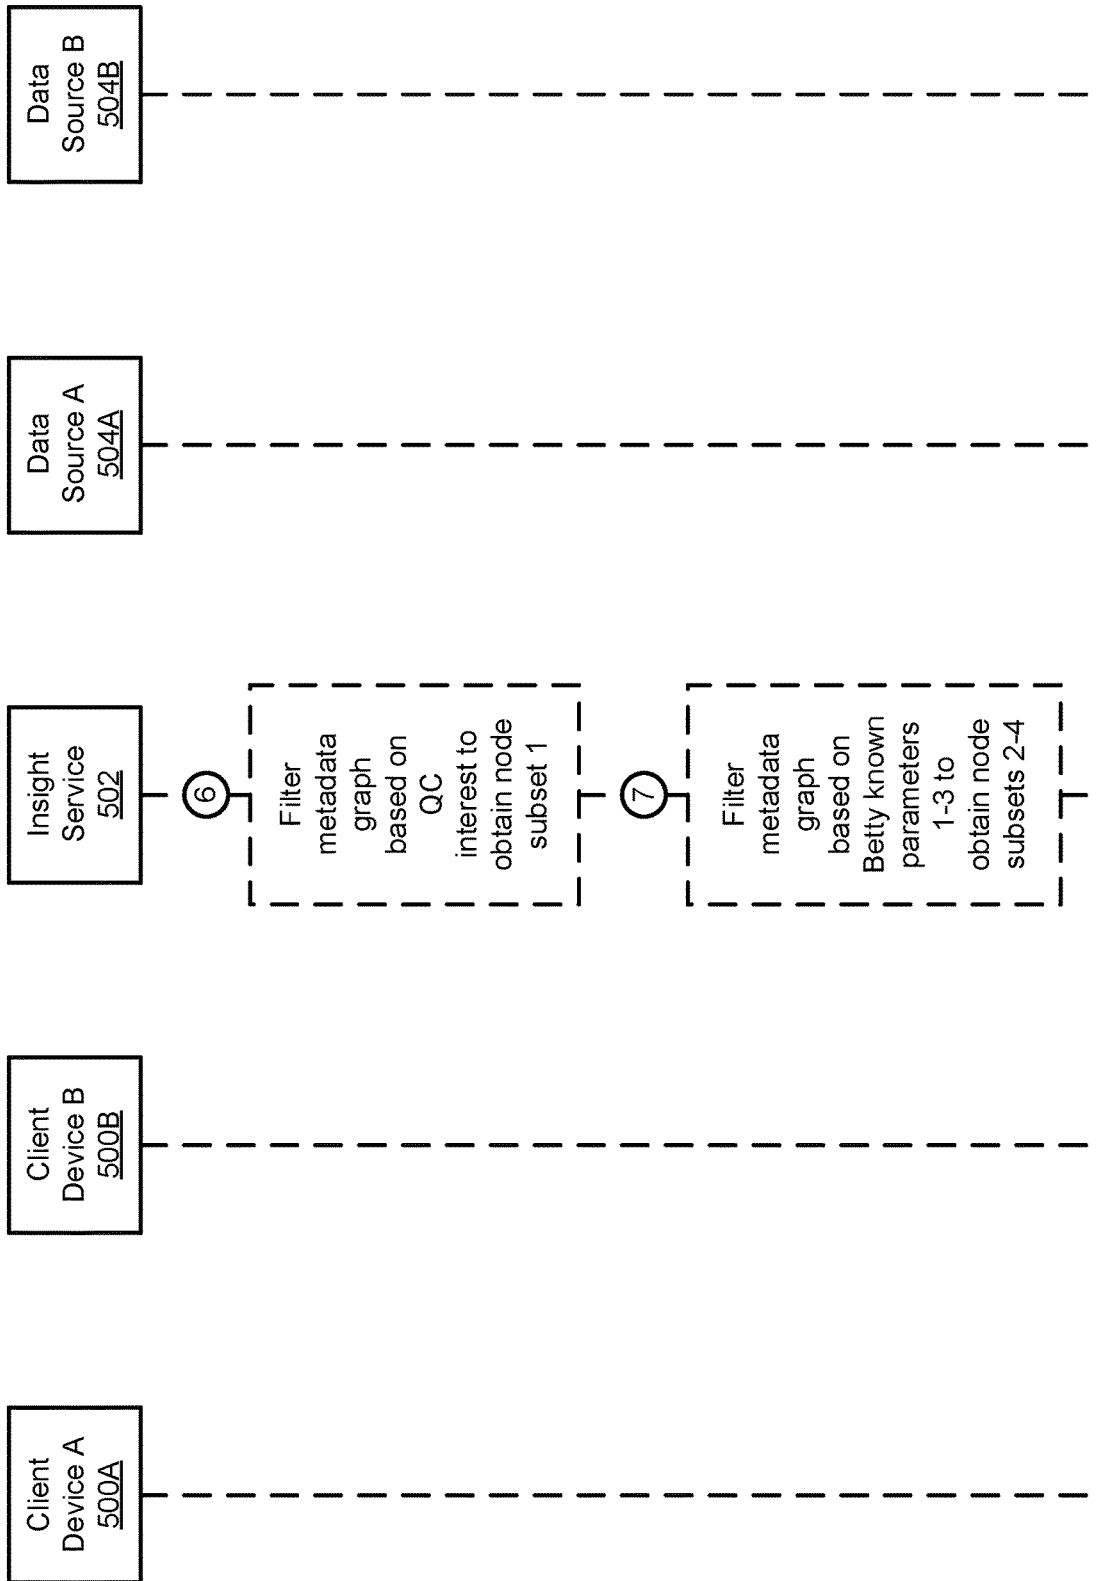 Client
Device A
500A
Client
Device B
500B
Insight
Service
502
Data
Source A
504A
Data
Source B
504B
6
Filter
metadata
graph
based on
QC
interest to
obtain node
subset 1
7
Filter
metadata
graph
based on
Betty known
parameters
1-3 to
obtain node
subsets 2-4